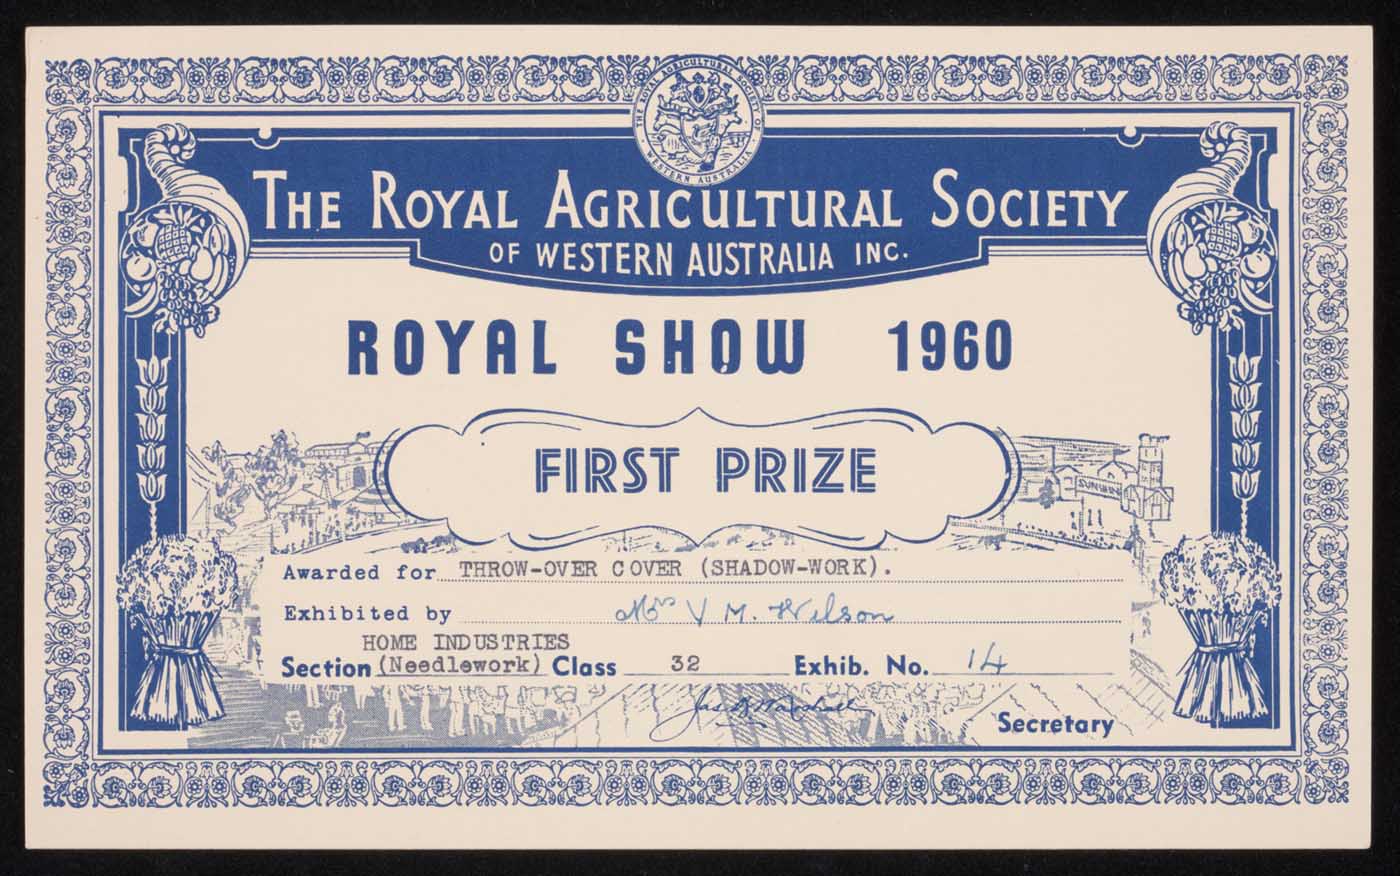 THE ROYAL AGRICULTURAL SOCIETY OF
WESTERN AUSTRALIA
THE ROYAL AGRICULTURAL SOCIETY
OF WESTERN AUSTRALIA INC.
ROYAL SHOW 1960
FIRST PRIZE
SUNWIN
Awarded for THROW-OVER COVER (SHADOW-WORK).
Exhibited by Mrs V M. Wilson
HOME INDUSTRIES
Section (Needlework) Class 32 Exhib. No. 14
Secretary